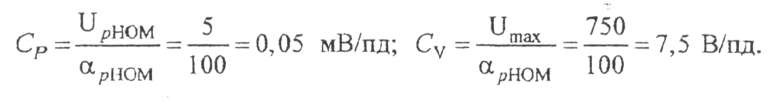 C_P = U_pНОМ / α_pНОМ = 5 / 100 = 0,05 мВ/пд; C_V = U_max / α_pНОМ = 750 / 100 = 7,5 В/пд.